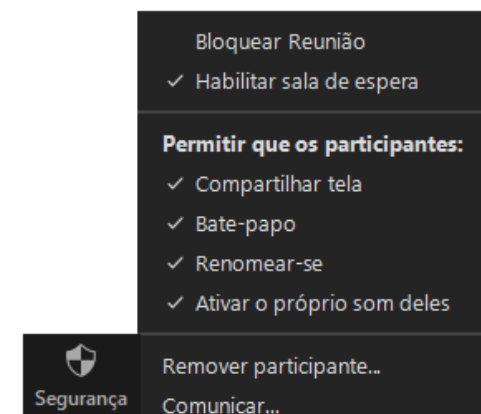 Bloquear Reunião
Habilitar sala de espera
Permitir que os participantes:
Compartilhar tela
Bate-papo
Renomear-se
Ativar o próprio som deles
Remover participante...
Segurança
Comunicar...